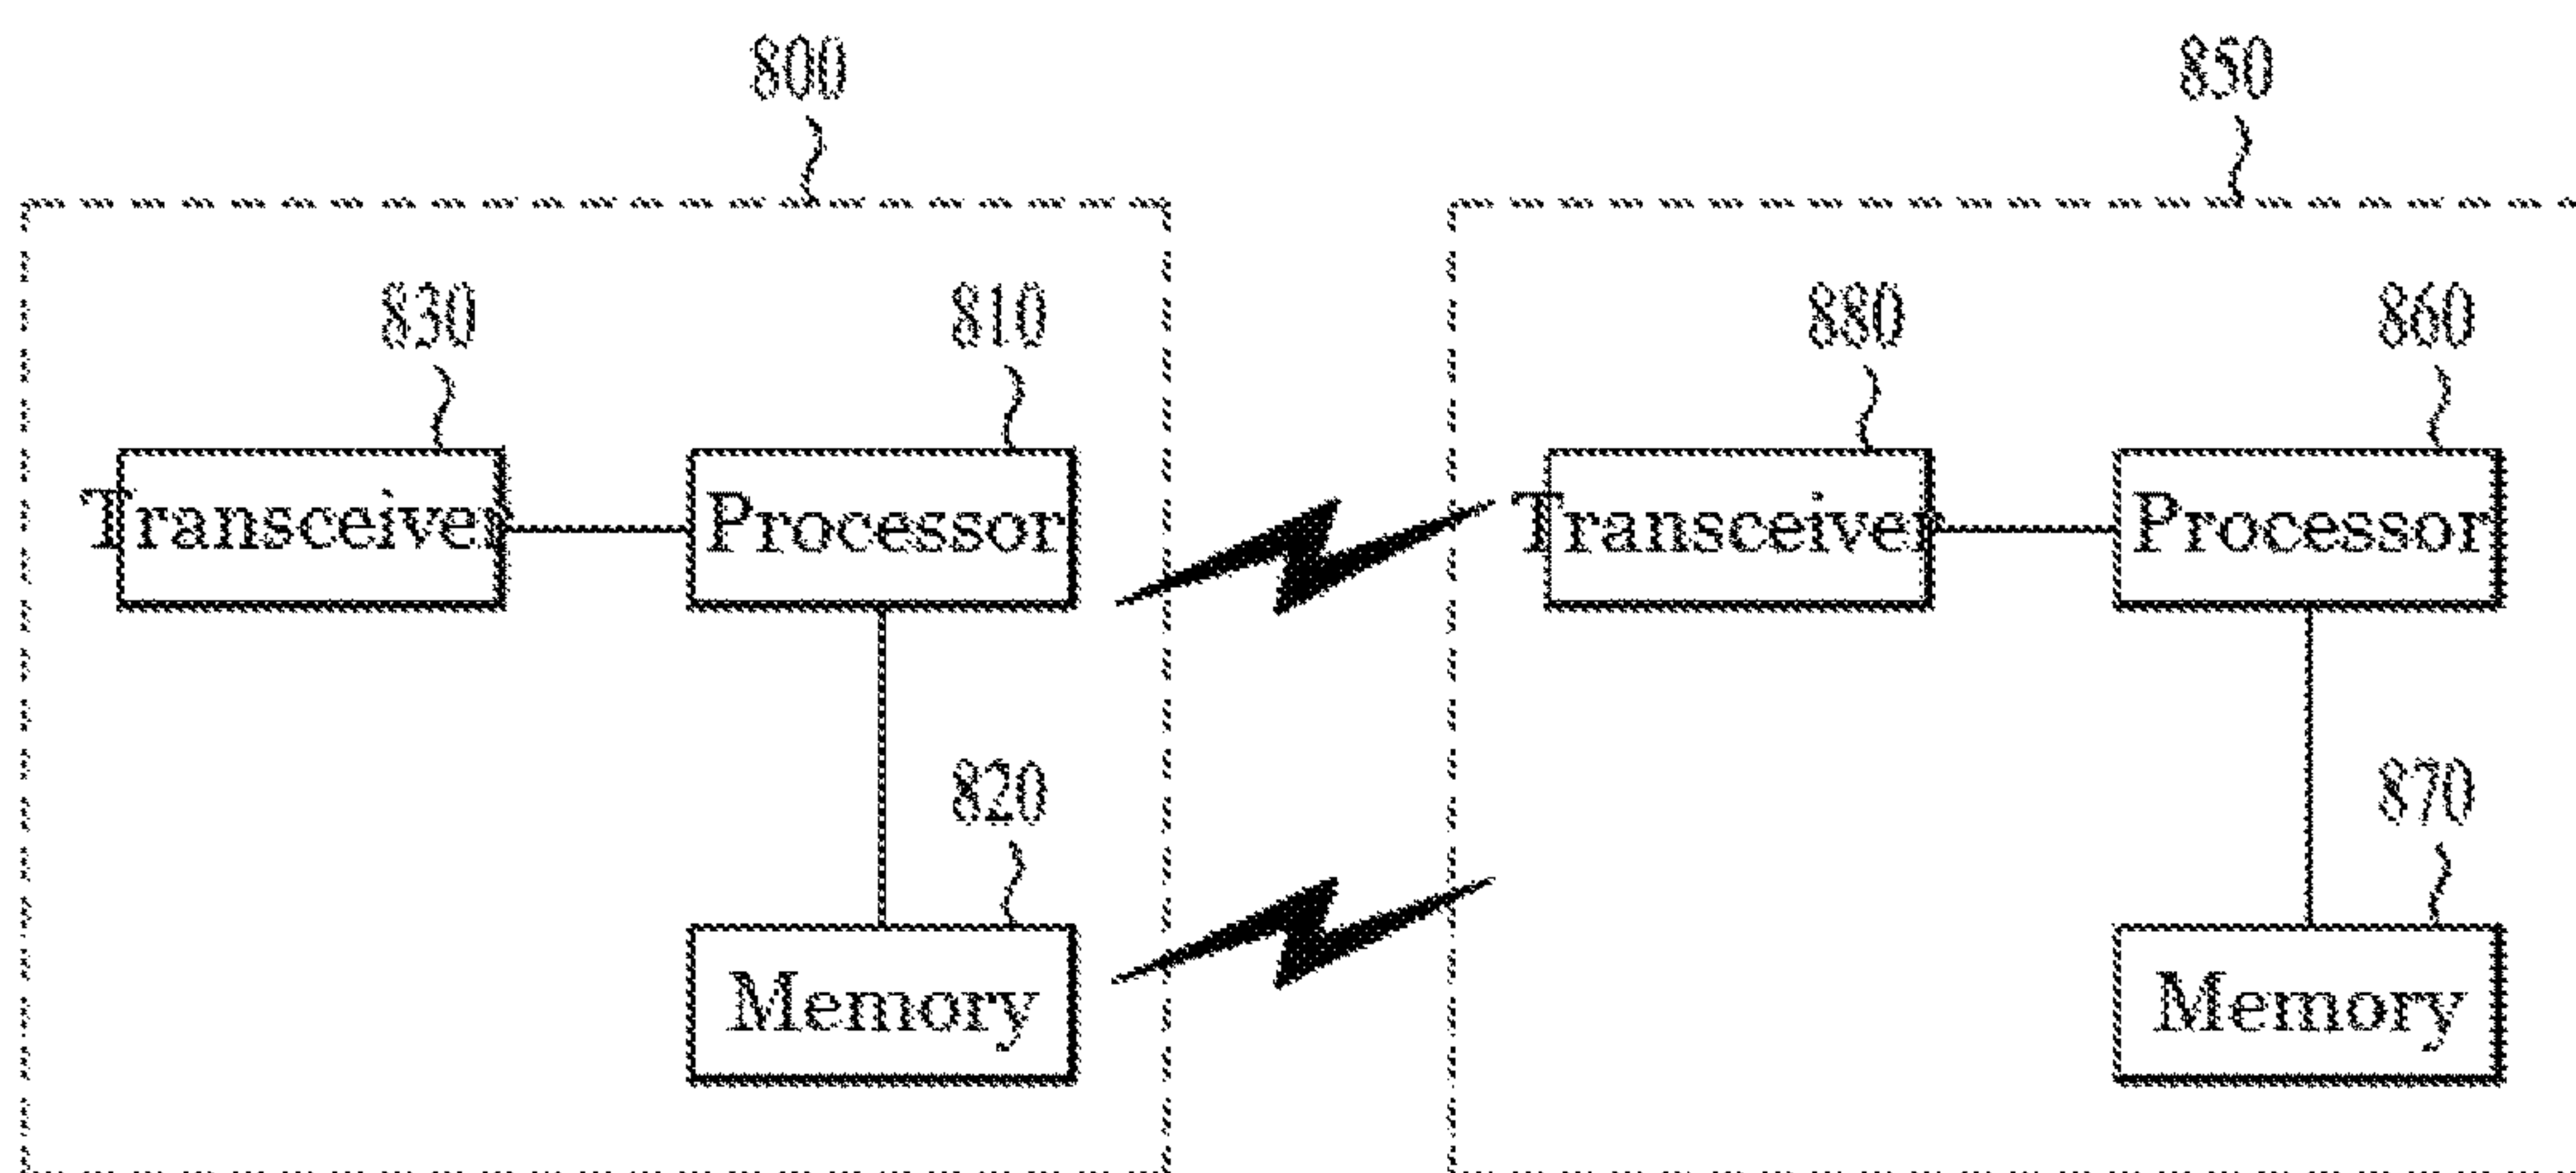 800 850
830 810 880 860
Transceiver Processor Transceiver Processor
820 870
Memory Memory